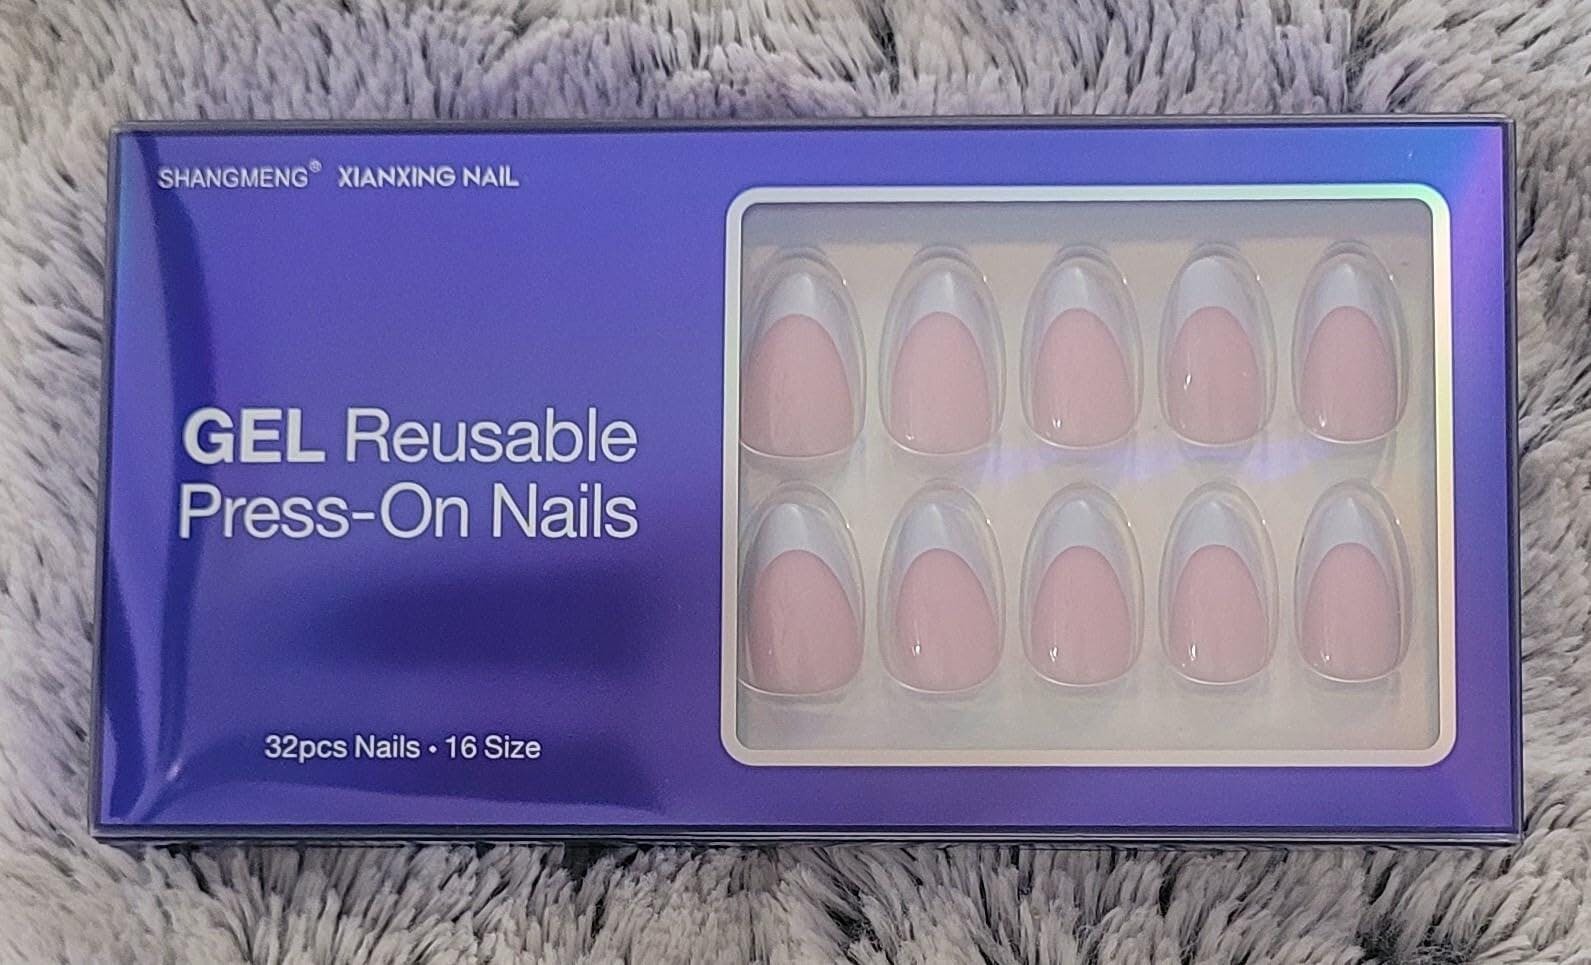 SHANGMENG® XIANXING NAIL
GEL Reusable
Press-On Nails
32pcs Nails • 16 Size